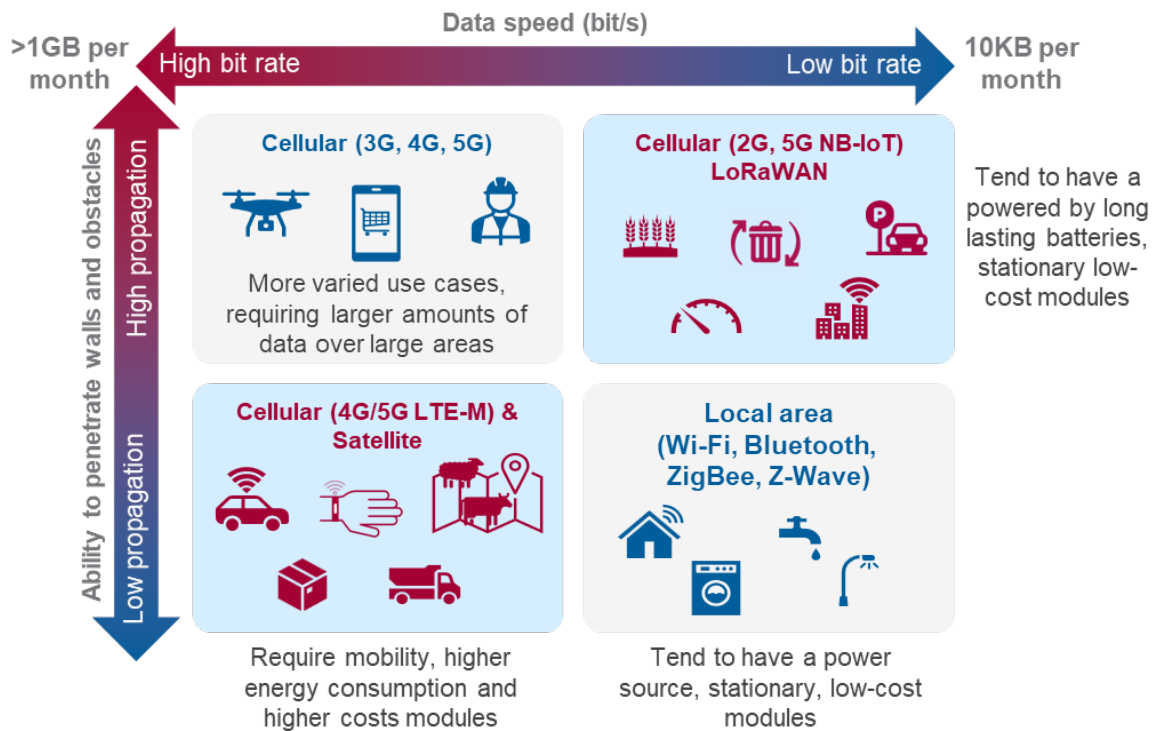 Data speed (bit/s)
>1GB per
month
High bit rate
Low bit rate
10KB per
month
Ability to penetrate walls and obstacles
High propagation
Low propagation
Cellular (3G, 4G, 5G)
More varied use cases,
requiring larger amounts of
data over large areas
Cellular (2G, 5G NB-IoT)
LoRaWAN
P
Tend to have a
powered by long
lasting batteries,
stationary low-
cost modules
Cellular (4G/5G LTE-M) &
Satellite
Require mobility, higher
energy consumption and
higher costs modules
Local area
(Wi-Fi, Bluetooth,
ZigBee, Z-Wave)
Tend to have a power
source, stationary, low-cost
modules